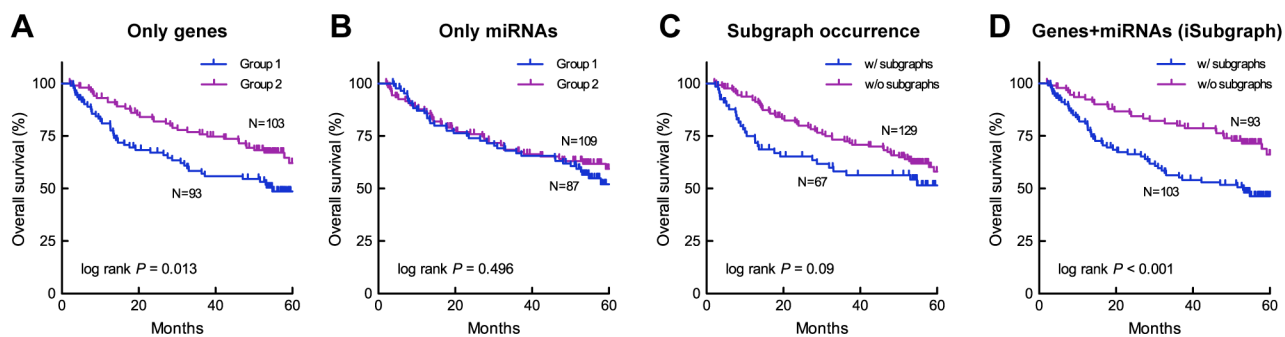 A Only genes
Group 1
Group 2
100
75
50
25
0
Overall survival (%)
N=103
N=93
log rank P = 0.013
0 20 40 60
Months
B Only miRNAs
Group 1
Group 2
100
75
50
25
0
Overall survival (%)
N=109
N=87
log rank P = 0.496
0 20 40 60
Months
C Subgraph occurrence
w/ subgraphs
w/o subgraphs
100
75
50
25
0
Overall survival (%)
N=129
N=67
log rank P = 0.09
0 20 40 60
Months
D Genes+miRNAs (iSubgraph)
w/ subgraphs
w/o subgraphs
100
75
50
25
0
Overall survival (%)
N=93
N=103
log rank P < 0.001
0 20 40 60
Months